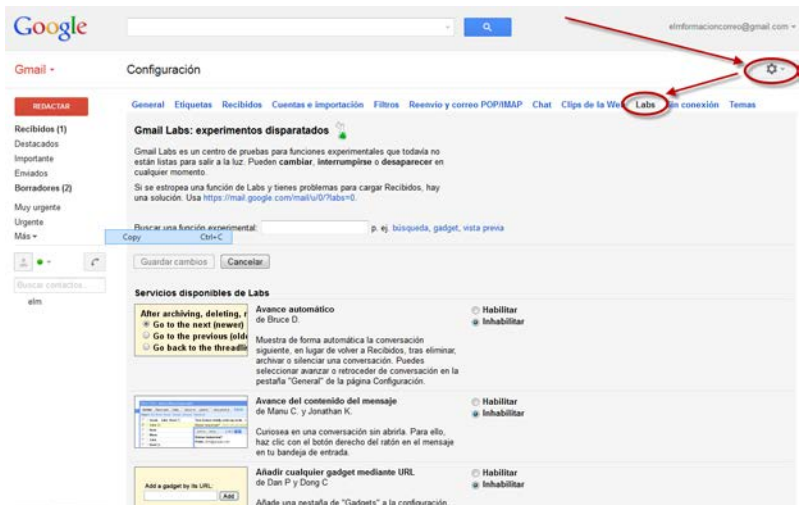 Google
elmformacioncorreo@gmail.com
Gmail
Configuración
REDACTAR
General Etiquetas Recibidos Cuentas e importación Filtros Reenvío y correo POP/IMAP Chat Clips de la We Labs in conexión Temas
Recibidos (1)
Destacados
Importante
Enviados
Borradores (2)
Muy urgente
Urgente
Más
Buscar contactos...
elm
Gmail Labs: experimentos disparatados
Gmail Labs es un centro de pruebas para funciones experimentales que todavía no
están listas para salir a la luz. Pueden cambiar, interrumpirse o desaparecer en
cualquier momento.
Si se estropea una función de Labs y tienes problemas para cargar Recibidos, hay
una solución. Usa https://mail.google.com/mail/u/0/?labs=0.
Buscar una función experimental: p. ej. búsqueda, gadget, vista previa
Copy Ctrl+C
Guardar cambios Cancelar
Servicios disponibles de Labs
After archiving, deleting, r
Go to the next (newer)
Go to the previous (olde
Go back to the threadli
Avance automático
de Bruce D.
Muestra de forma automática la conversación
siguiente, en lugar de volver a Recibidos, tras eliminar,
archivar o silenciar una conversación. Puedes
seleccionar avanzar o retroceder de conversación en la
pestaña "General" de la página Configuración.
Habilitar
Inhabilitar
Avance del contenido del mensaje
de Manu C. y Jonathan K.
Curiosea en una conversación sin abrirla. Para ello,
haz clic con el botón derecho del ratón en el mensaje
en tu bandeja de entrada.
Habilitar
Inhabilitar
Add a gadget by its URL:
Add
Añadir cualquier gadget mediante URL
de Dan P y Dong C
Añade una pestaña de "Gadgets" a la configuración.
Habilitar
Inhabilitar